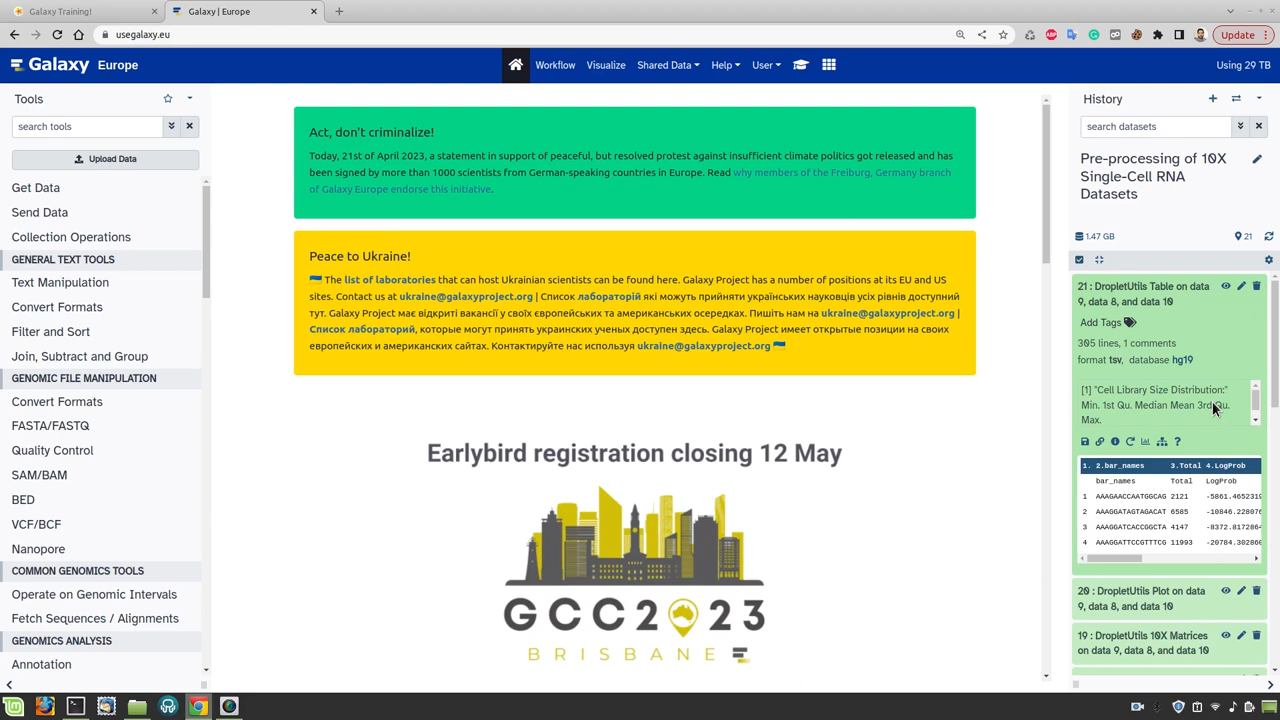 Galaxy Training!
Galaxy | Europe
usegalaxy.eu
Update
Galaxy Europe
Workflow Visualize Shared Data Help User
Using 29 TB
Tools
search tools
Upload Data
Get Data
Send Data
Collection Operations
GENERAL TEXT TOOLS
Text Manipulation
Convert Formats
Filter and Sort
Join, Subtract and Group
GENOMIC FILE MANIPULATION
Convert Formats
FASTA/FASTQ
Quality Control
SAM/BAM
BED
VCF/BCF
Nanopore
COMMON GENOMICS TOOLS
Operate on Genomic Intervals
Fetch Sequences / Alignments
GENOMICS ANALYSIS
Annotation
Act, don't criminalize!
Today, 21st of April 2023, a statement in support of peaceful, but resolved protest against insufficient climate politics got released and has
been signed by more than 1000 scientists from German-speaking countries in Europe. Read why members of the Freiburg, Germany branch
of Galaxy Europe endorse this initiative.
Peace to Ukraine!
The list of laboratories that can host Ukrainian scientists can be found here. Galaxy Project has a number of positions at its EU and US
sites. Contact us at ukraine@galaxyproject.org | Список лабораторій які можуть прийняти українських науковців усіх рівнів доступний
тут. Galaxy Project має відкриті вакансії у своїх європейських та американських осередках. Пишіть нам на ukraine@galaxyproject.org |
Список лабораторий, которые могут принять украинских ученых доступен здесь. Galaxy Project имеет открытые позиции на своих
европейских и американских сайтах. Контактируйте нас используя ukraine@galaxyproject.org
Earlybird registration closing 12 May
GCC2023
BRISBANE
History
search datasets
Pre-processing of 10X
Single-Cell RNA
Datasets
1.47 GB
21
21 : DropletUtils Table on data
9, data 8, and data 10
Add Tags
305 lines, 1 comments
format tsv, database hg19
[1] "Cell Library Size Distribution:"
Min. 1st Qu. Median Mean 3rd Qu.
Max.
1. 2.bar_names 3.Total 4.LogProb
bar_names Total LogProb
1 AAAGAACCAATGGCAG 2121 -5861.4652319
2 AAAGGATAGTAGACAT 6585 -10846.228076
3 AAAGGATCACCGGCTA 4147 -8372.8172864
4 AAAGGATTCCGTTTCG 11993 -20784.302860
20 : DropletUtils Plot on data
9, data 8, and data 10
19 : DropletUtils 10X Matrices
on data 9, data 8, and data 10